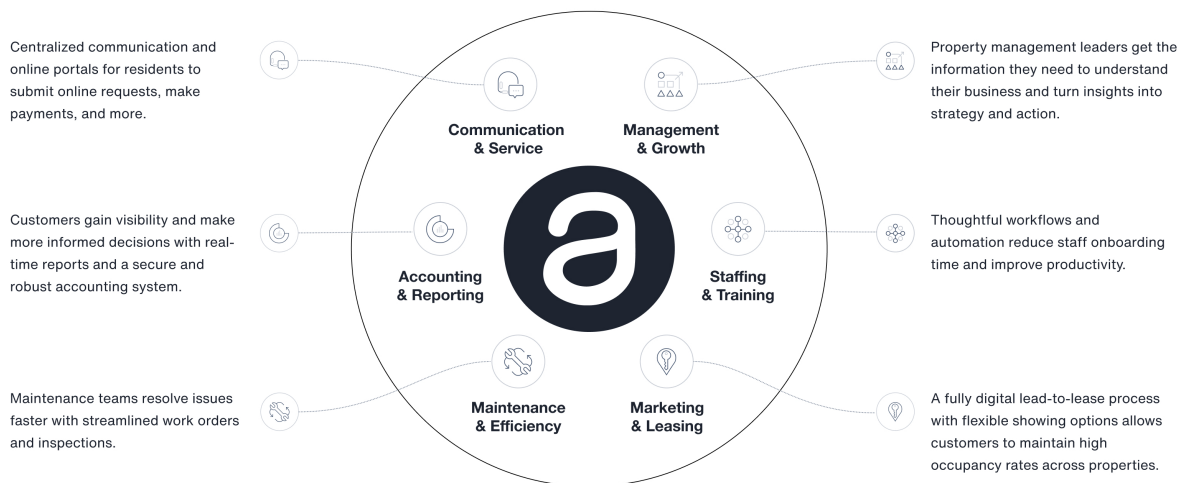 Centralized communication and
online portals for residents to
submit online requests, make
payments, and more.
Property management leaders get the
information they need to understand
their business and turn insights into
strategy and action.
Communication
& Service
Management
& Growth
Customers gain visibility and make
more informed decisions with real-
time reports and a secure and
robust accounting system.
Accounting
& Reporting
a
Staffing
& Training
Thoughtful workflows and
automation reduce staff onboarding
time and improve productivity.
Maintenance teams resolve issues
faster with streamlined work orders
and inspections.
Maintenance
& Efficiency
Marketing
& Leasing
A fully digital lead-to-lease process
with flexible showing options allows
customers to maintain high
occupancy rates across properties.